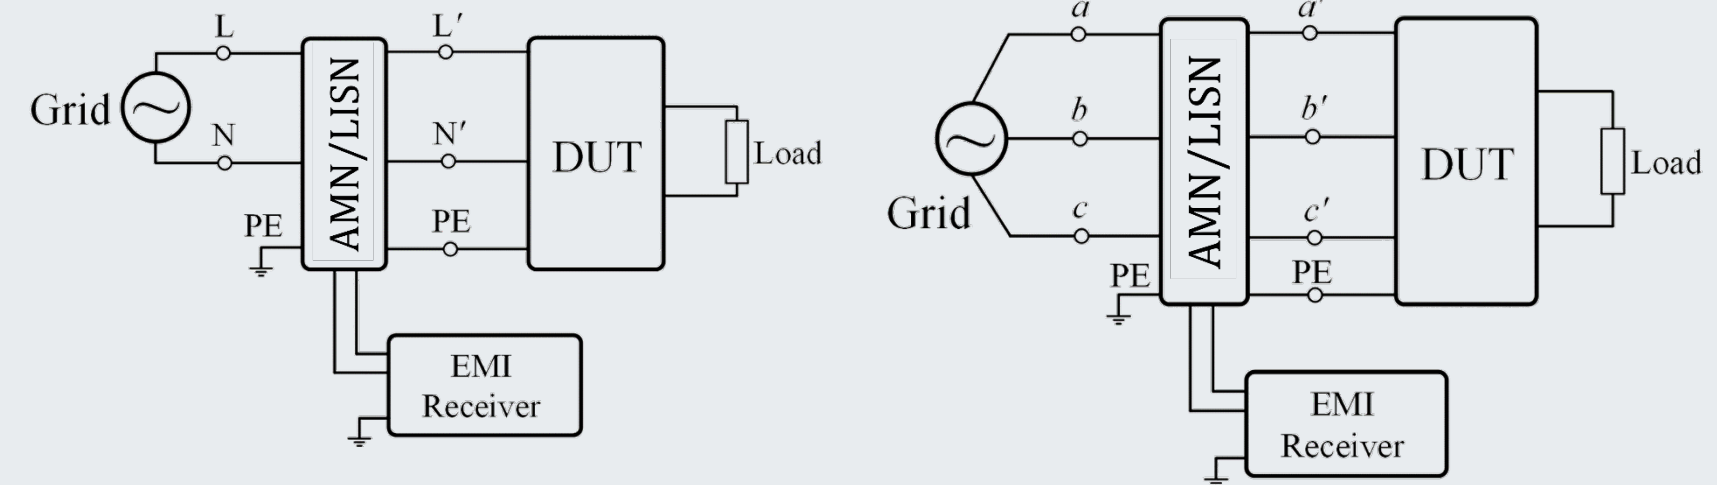 L
L′
Grid
N
N′
AMN/LISN
DUT
Load
PE
PE
EMI
Receiver
a
a′
b
b′
Grid
c
c′
AMN/LISN
DUT
Load
PE
PE
EMI
Receiver